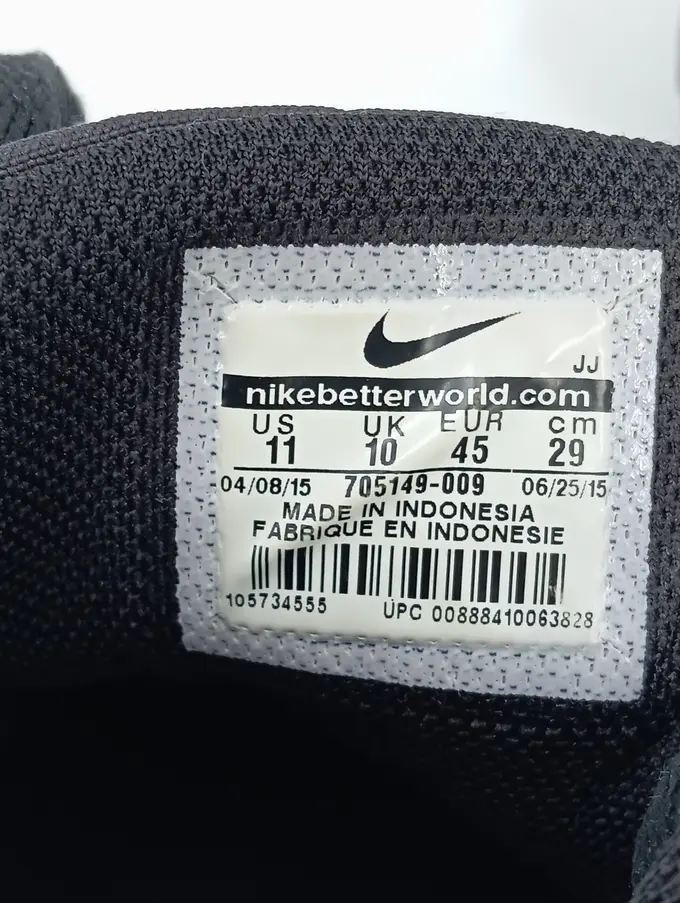 JJ
nikebetterworld.com
US UK EUR cm
11 10 45 29
04/08/15 705149-009 06/25/15
MADE IN INDONESIA
FABRIQUE EN INDONESIE
105734555 UPC 00888410063828